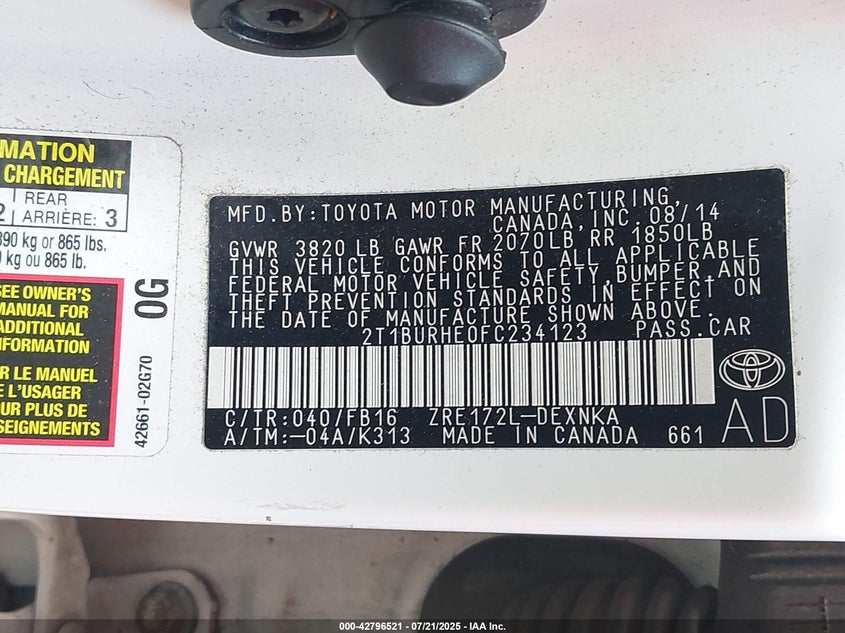 MATION
CHARGEMENT
2 REAR
ARRIÈRE: 3
390 kg or 865 lbs.
kg ou 865 lb.
SEE OWNER'S
MANUAL FOR
ADDITIONAL
INFORMATION
R LE MANUEL
E L'USAGER
OUR PLUS DE
SEIGNEMENTS
42661-02G70
0G
MFD.BY:TOYOTA MOTOR MANUFACTURING,
CANADA,INC.08/14
GVWR 3820 LB GAWR FR 2070LB RR 1850LB
THIS VEHICLE CONFORMS TO ALL APPLICABLE
FEDERAL MOTOR VEHICLE SAFETY,BUMPER,AND
THEFT PREVENTION STANDARDS IN EFFECT ON
THE DATE OF MANUFACTURE SHOWN ABOVE.
2T1BURHE0FC234123 PASS.CAR
C/TR:040/FB16 ZRE172L-DEXNKA
A/TM:-04A/K313 MADE IN CANADA 661
AD
000-42796521 - 07/21/2025 - IAA Inc.